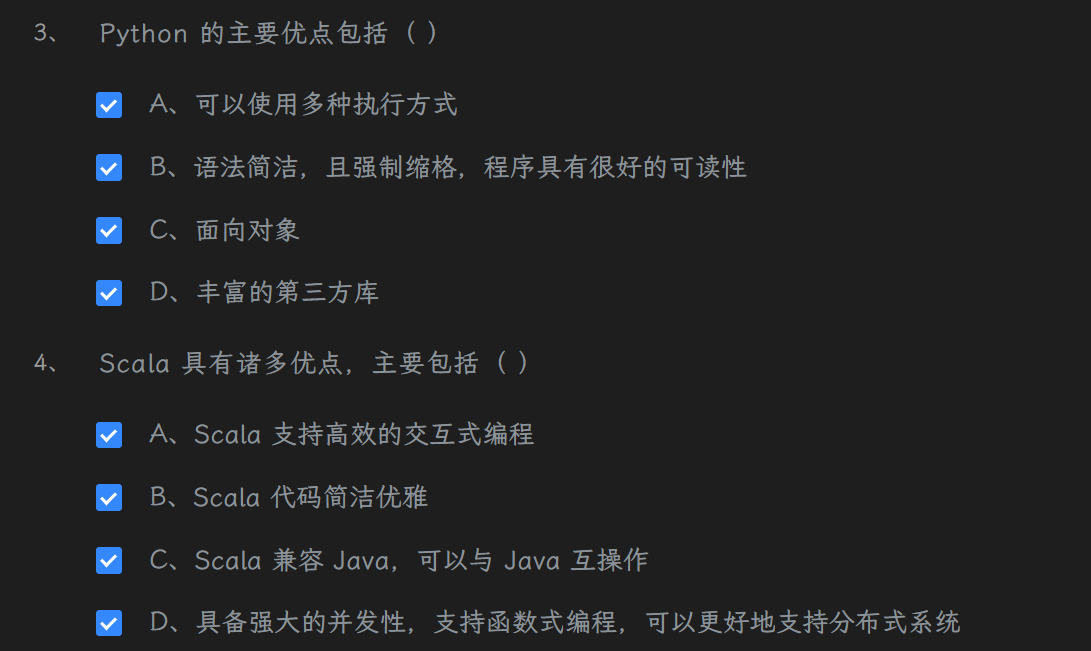 3、 Python 的主要优点包括（ ）
A、可以使用多种执行方式
B、语法简洁，且强制缩格，程序具有很好的可读性
C、面向对象
D、丰富的第三方库
4、 Scala 具有诸多优点，主要包括（ ）
A、Scala 支持高效的交互式编程
B、Scala 代码简洁优雅
C、Scala 兼容 Java，可以与 Java 互操作
D、具备强大的并发性，支持函数式编程，可以更好地支持分布式系统